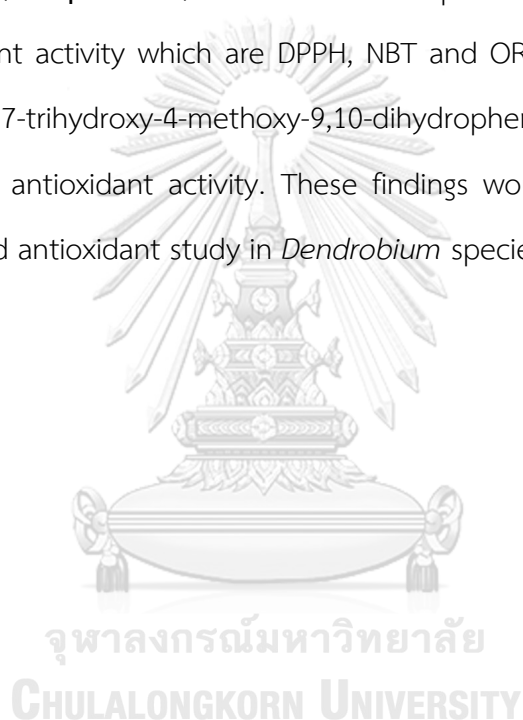 nt activity which are DPPH, NBT and OR
7-trihydroxy-4-methoxy-9,10-dihydropher
antioxidant activity. These findings wo
d antioxidant study in Dendrobium specie
จุฬาลงกรณ์มหาวิทยาลัย
CHULALONGKORN UNIVERSITY